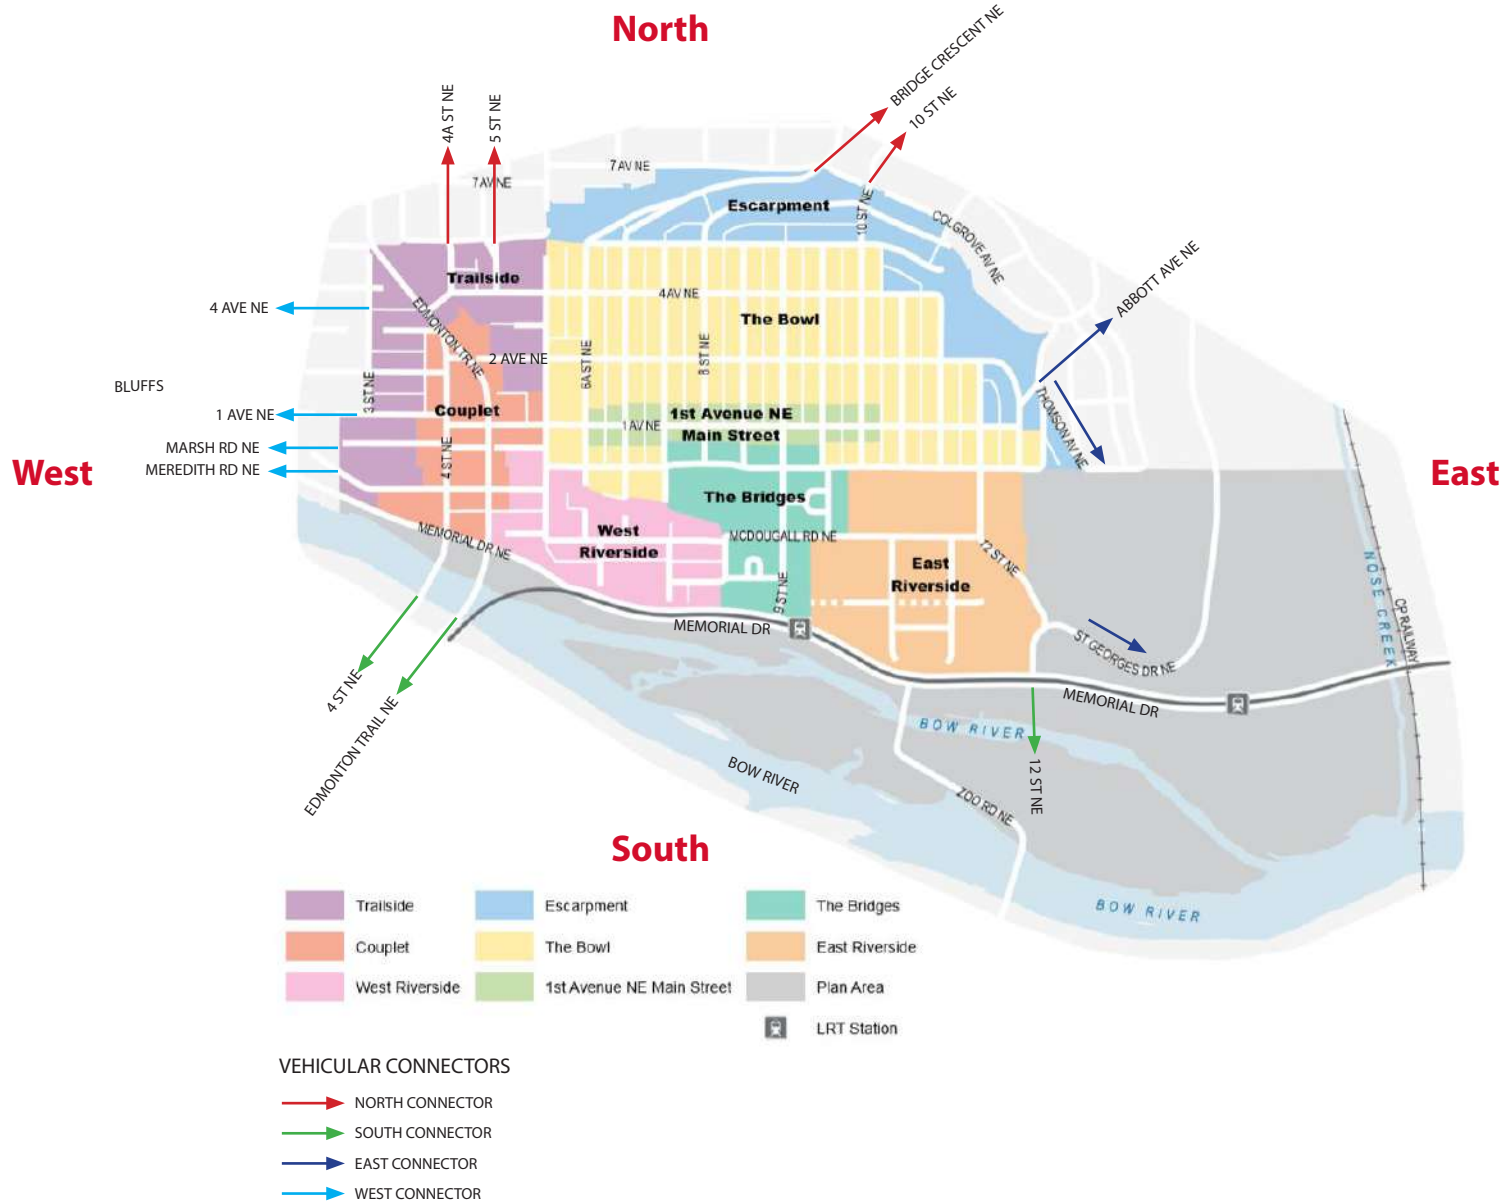 North
BRIDGE CRESCENT NE
10 ST NE
4A ST NE
5 ST NE
7 AV NE
7 AV NE
Escarpment
10 ST NE
COLGROVE AV NE
Trailside
4 AVE NE
EDMONTON TR NE
4 AV NE
The Bowl
ABBOTT AVE NE
2 AVE NE
6A ST NE
8 ST NE
BLUFFS
3 ST NE
1 AVE NE
Couplet
1 AV NE
1st Avenue NE
Main Street
THOMSON AV NE
MARSH RD NE
MEREDITH RD NE
4 ST NE
West
East
The Bridges
MEMORIAL DR NE
West
Riverside
MCDOUGALL RD NE
9 ST NE
East
Riverside
12 ST NE
NOSE CREEK
CP RAILWAY
MEMORIAL DR
ST GEORGES DR NE
4 ST NE
EDMONTON TRAIL NE
MEMORIAL DR
BOW RIVER
BOW RIVER
12 ST NE
ZOO RD NE
South
BOW RIVER
Trailside
Escarpment
The Bridges
Couplet
The Bowl
East Riverside
West Riverside
1st Avenue NE Main Street
Plan Area
LRT Station
VEHICULAR CONNECTORS
NORTH CONNECTOR
SOUTH CONNECTOR
EAST CONNECTOR
WEST CONNECTOR